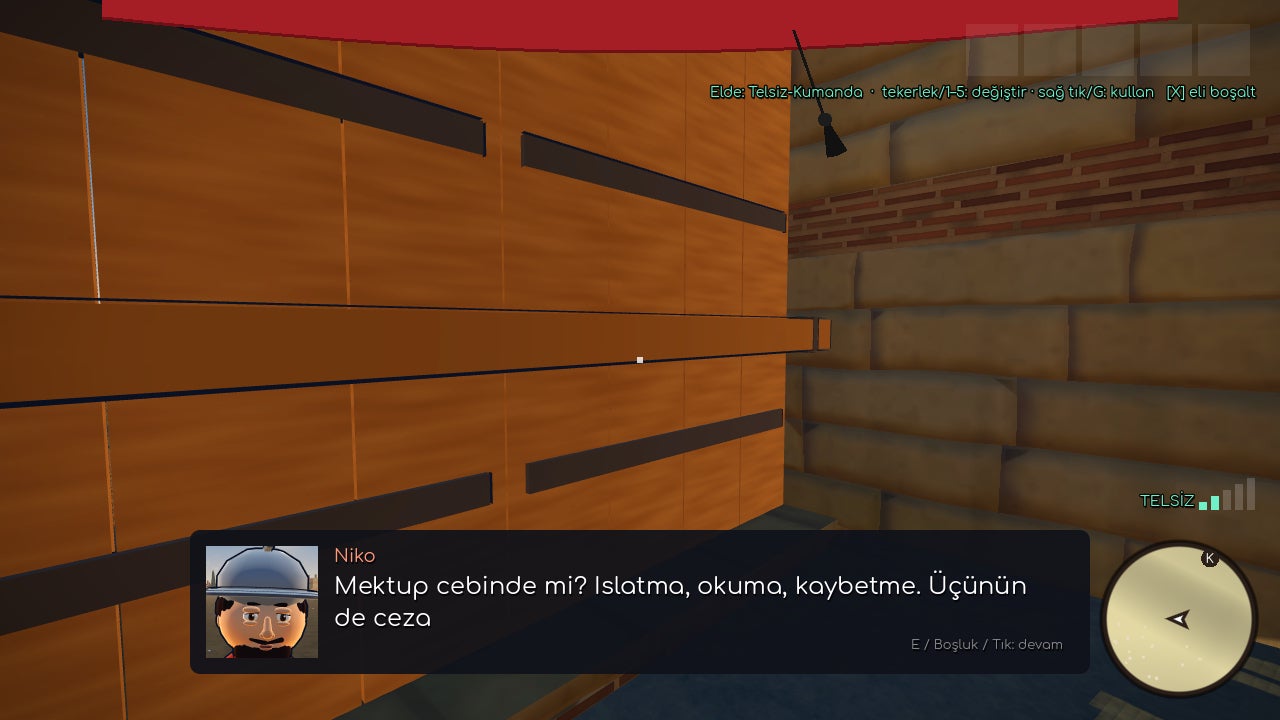 Elde: Telsiz-Kumanda · tekerlek/1–5: değiştir · sağ tık/G: kullan [X] eli boşalt
TELSİZ
K
Niko
Mektup cebinde mi? Islatma, okuma, kaybetme. Üçünün
de ceza
E / Boşluk / Tık: devam